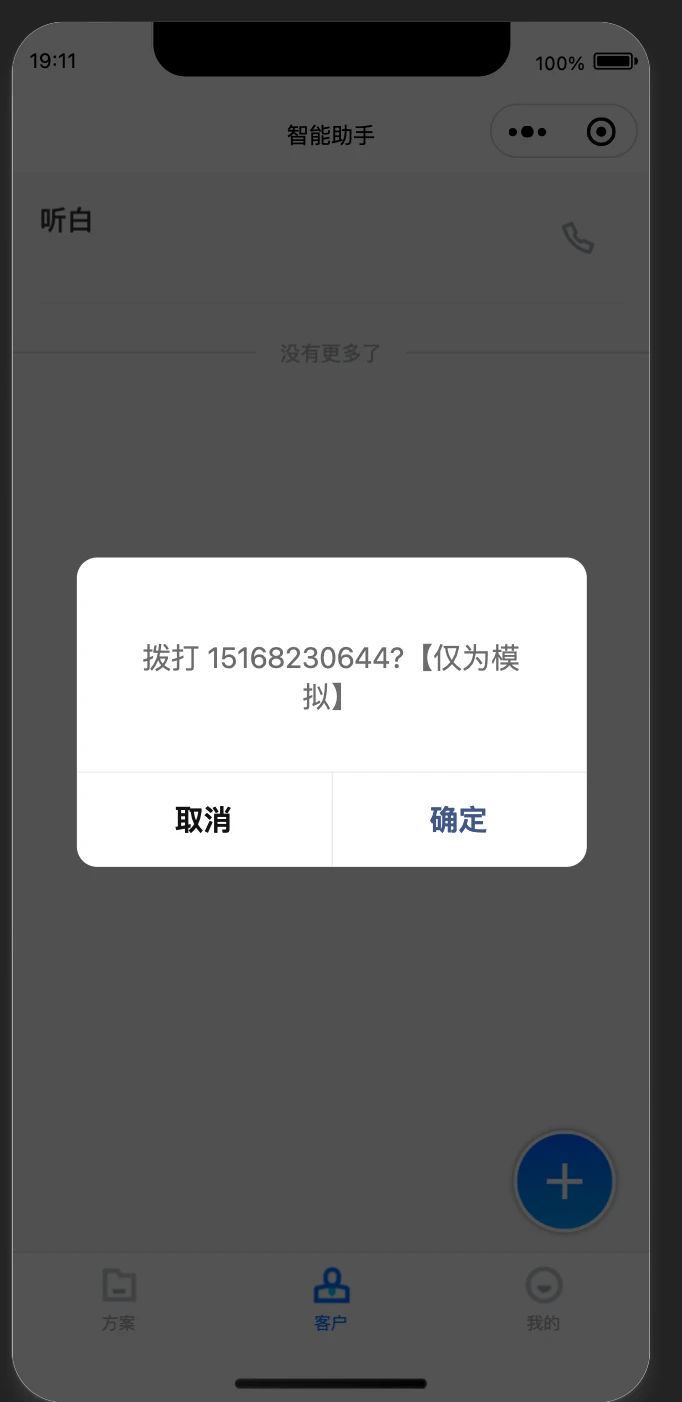 19:11
100%
智能助手
听白
没有更多了
拨打 15168230644?【仅为模
拟】
取消
确定
方案
客户
我的